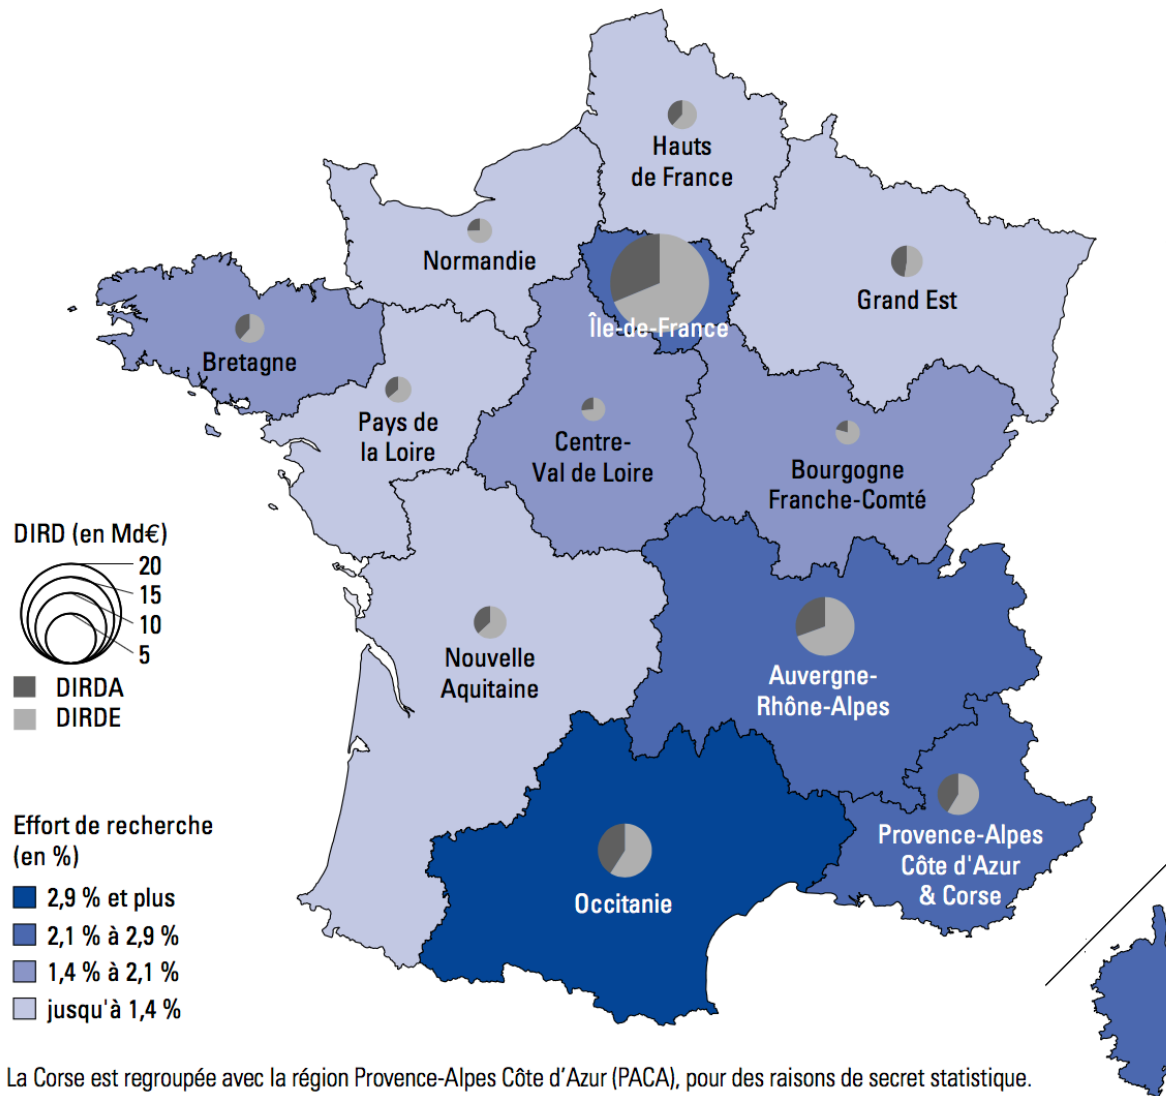 Hauts
de France
Normandie
Grand Est
Île-de-France
Bretagne
Pays de
la Loire
Centre-
Val de Loire
Bourgogne
Franche-Comté
DIRD (en Md€)
20
15
10
5
DIRDA
DIRDE
Nouvelle
Aquitaine
Auvergne-
Rhône-Alpes
Provence-Alpes
Côte d'Azur
& Corse
Occitanie
Effort de recherche
(en %)
2,9 % et plus
2,1 % à 2,9 %
1,4 % à 2,1 %
jusqu'à 1,4 %
La Corse est regroupée avec la région Provence-Alpes Côte d’Azur (PACA), pour des raisons de secret statistique.